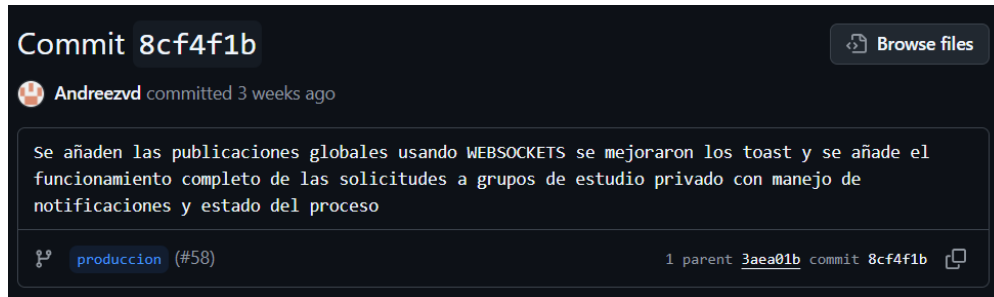 Commit 8cf4f1b
Browse files
Andreezvd committed 3 weeks ago
Se añaden las publicaciones globales usando WEBSOCKETS se mejoraron los toast y se añade el
funcionamiento completo de las solicitudes a grupos de estudio privado con manejo de
notificaciones y estado del proceso
produccion (#58)
1 parent 3aea01b commit 8cf4f1b